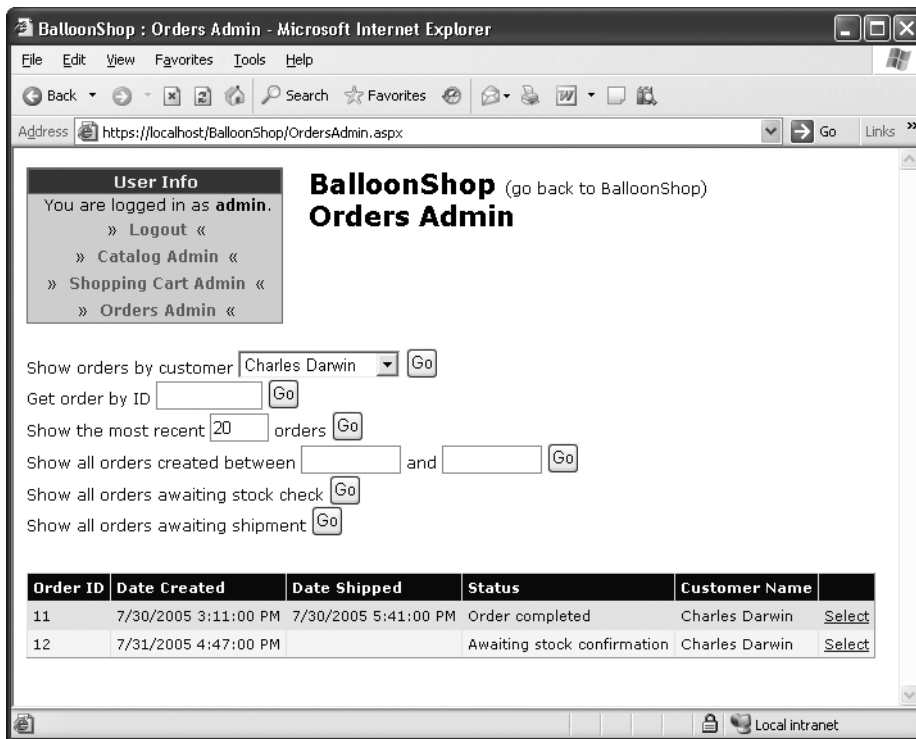 BalloonShop : Orders Admin - Microsoft Internet Explorer
File Edit View Favorites Tools Help
Back Search Favorites
Address https://localhost/BalloonShop/OrdersAdmin.aspx Go Links »
User Info
You are logged in as admin.
» Logout «
» Catalog Admin «
» Shopping Cart Admin «
» Orders Admin «
BalloonShop (go back to BalloonShop)
Orders Admin
Show orders by customer Charles Darwin Go
Get order by ID Go
Show the most recent 20 orders Go
Show all orders created between and Go
Show all orders awaiting stock check Go
Show all orders awaiting shipment Go
Order ID Date Created Date Shipped Status Customer Name
11 7/30/2005 3:11:00 PM 7/30/2005 5:41:00 PM Order completed Charles Darwin Select
12 7/31/2005 4:47:00 PM Awaiting stock confirmation Charles Darwin Select
Local intranet